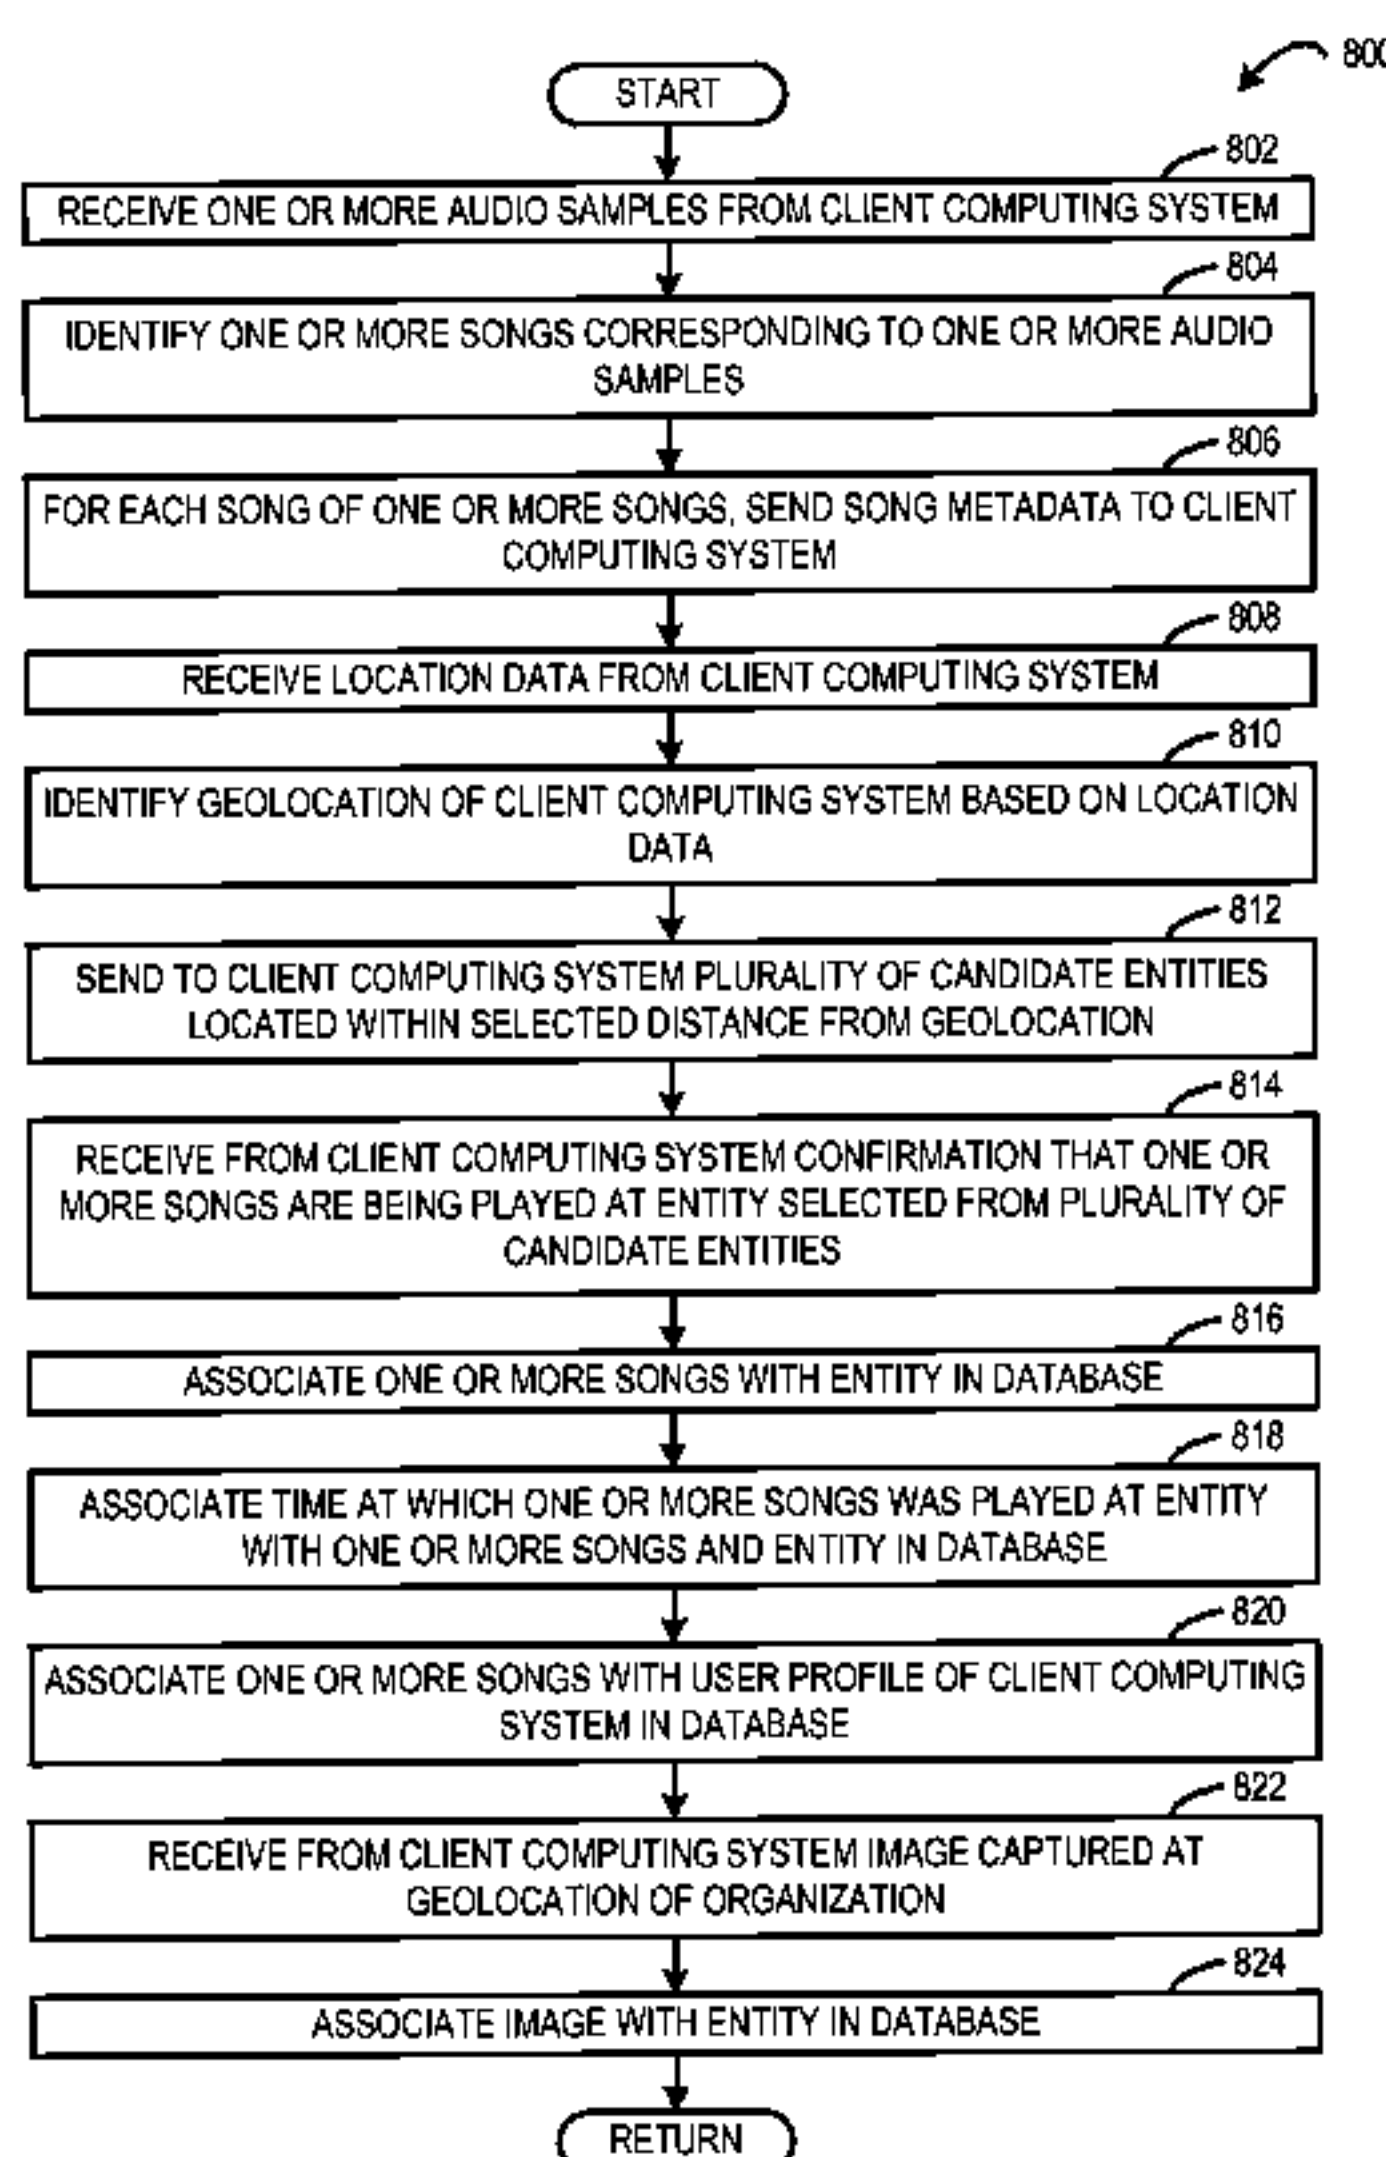 800
START
802
RECEIVE ONE OR MORE AUDIO SAMPLES FROM CLIENT COMPUTING SYSTEM
804
IDENTIFY ONE OR MORE SONGS CORRESPONDING TO ONE OR MORE AUDIO
SAMPLES
806
FOR EACH SONG OF ONE OR MORE SONGS, SEND SONG METADATA TO CLIENT
COMPUTING SYSTEM
808
RECEIVE LOCATION DATA FROM CLIENT COMPUTING SYSTEM
810
IDENTIFY GEOLOCATION OF CLIENT COMPUTING SYSTEM BASED ON LOCATION
DATA
812
SEND TO CLIENT COMPUTING SYSTEM PLURALITY OF CANDIDATE ENTITIES
LOCATED WITHIN SELECTED DISTANCE FROM GEOLOCATION
814
RECEIVE FROM CLIENT COMPUTING SYSTEM CONFIRMATION THAT ONE OR
MORE SONGS ARE BEING PLAYED AT ENTITY SELECTED FROM PLURALITY OF
CANDIDATE ENTITIES
816
ASSOCIATE ONE OR MORE SONGS WITH ENTITY IN DATABASE
818
ASSOCIATE TIME AT WHICH ONE OR MORE SONGS WAS PLAYED AT ENTITY
WITH ONE OR MORE SONGS AND ENTITY IN DATABASE
820
ASSOCIATE ONE OR MORE SONGS WITH USER PROFILE OF CLIENT COMPUTING
SYSTEM IN DATABASE
822
RECEIVE FROM CLIENT COMPUTING SYSTEM IMAGE CAPTURED AT
GEOLOCATION OF ORGANIZATION
824
ASSOCIATE IMAGE WITH ENTITY IN DATABASE
RETURN